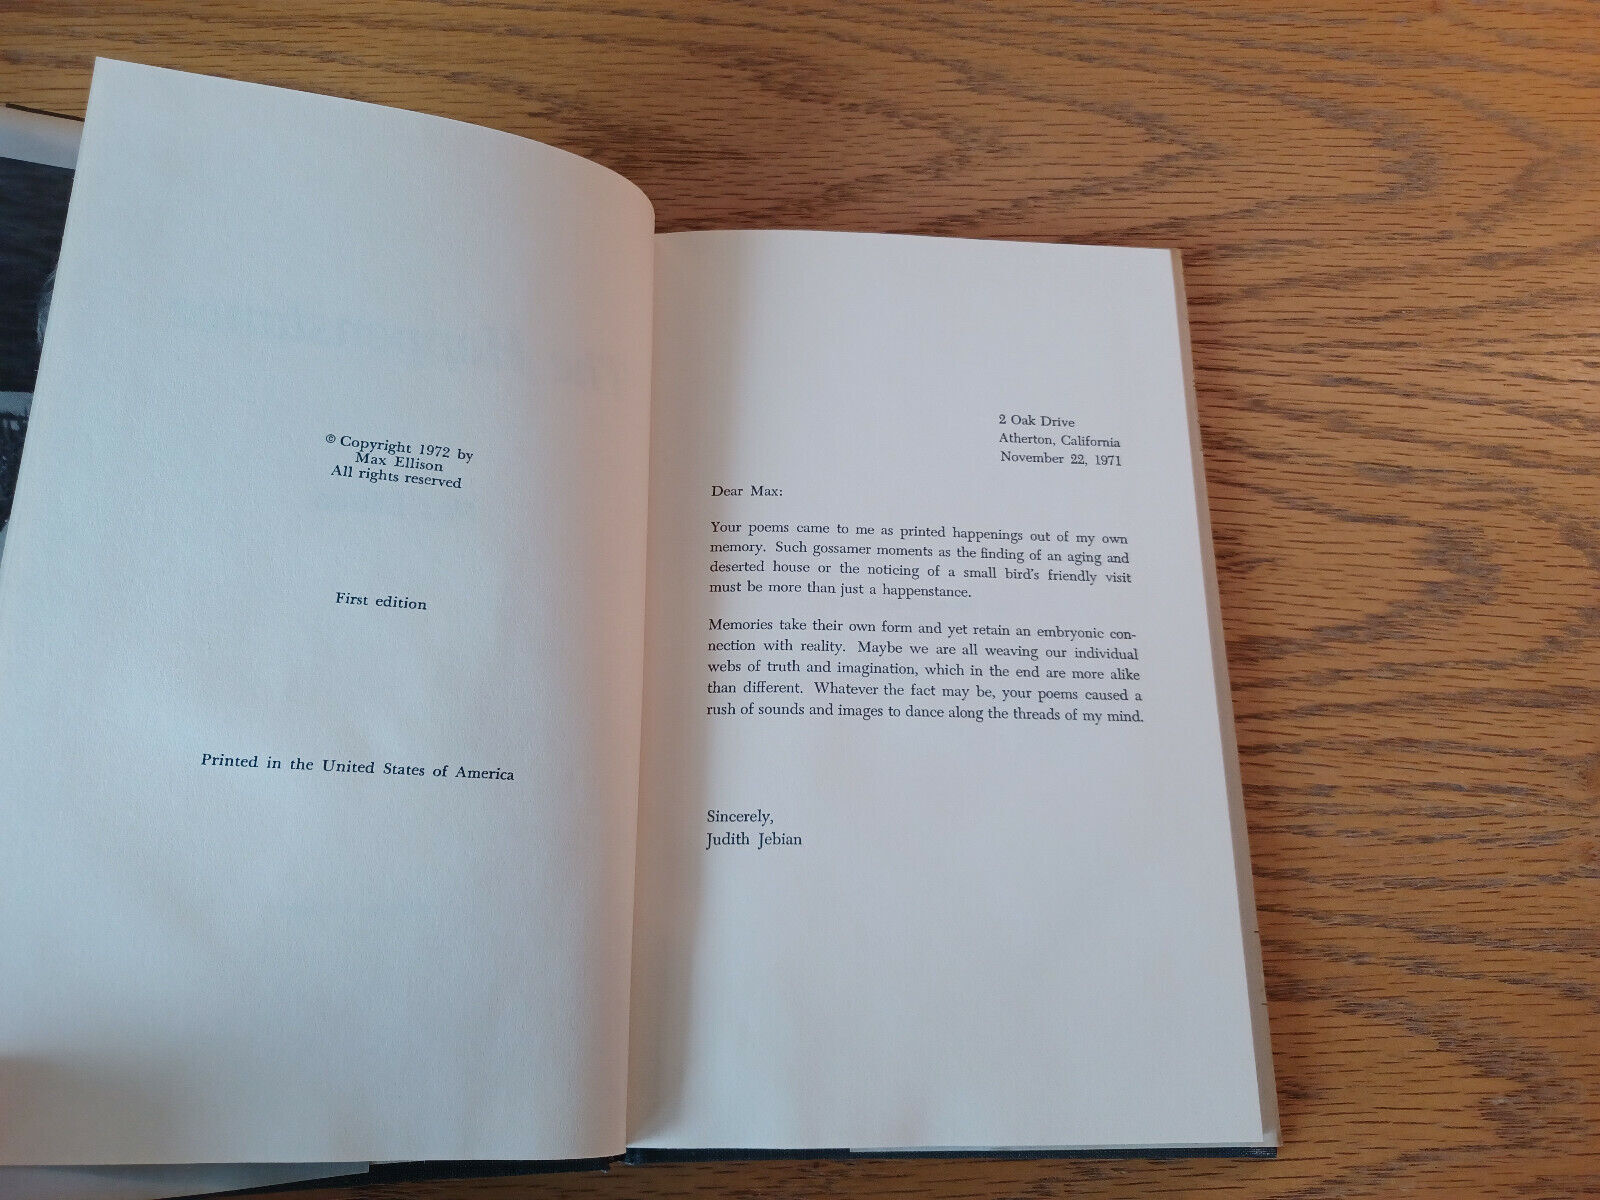 © Copyright 1972 by
Max Ellison
All rights reserved
First edition
Printed in the United States of America
2 Oak Drive
Atherton, California
November 22, 1971
Dear Max:
Your poems came to me as printed happenings out of my own
memory. Such gossamer moments as the finding of an aging and
deserted house or the noticing of a small bird's friendly visit
must be more than just a happenstance.
Memories take their own form and yet retain an embryonic con-
nection with reality. Maybe we are all weaving our individual
webs of truth and imagination, which in the end are more alike
than different. Whatever the fact may be, your poems caused a
rush of sounds and images to dance along the threads of my mind.
Sincerely,
Judith Jebian